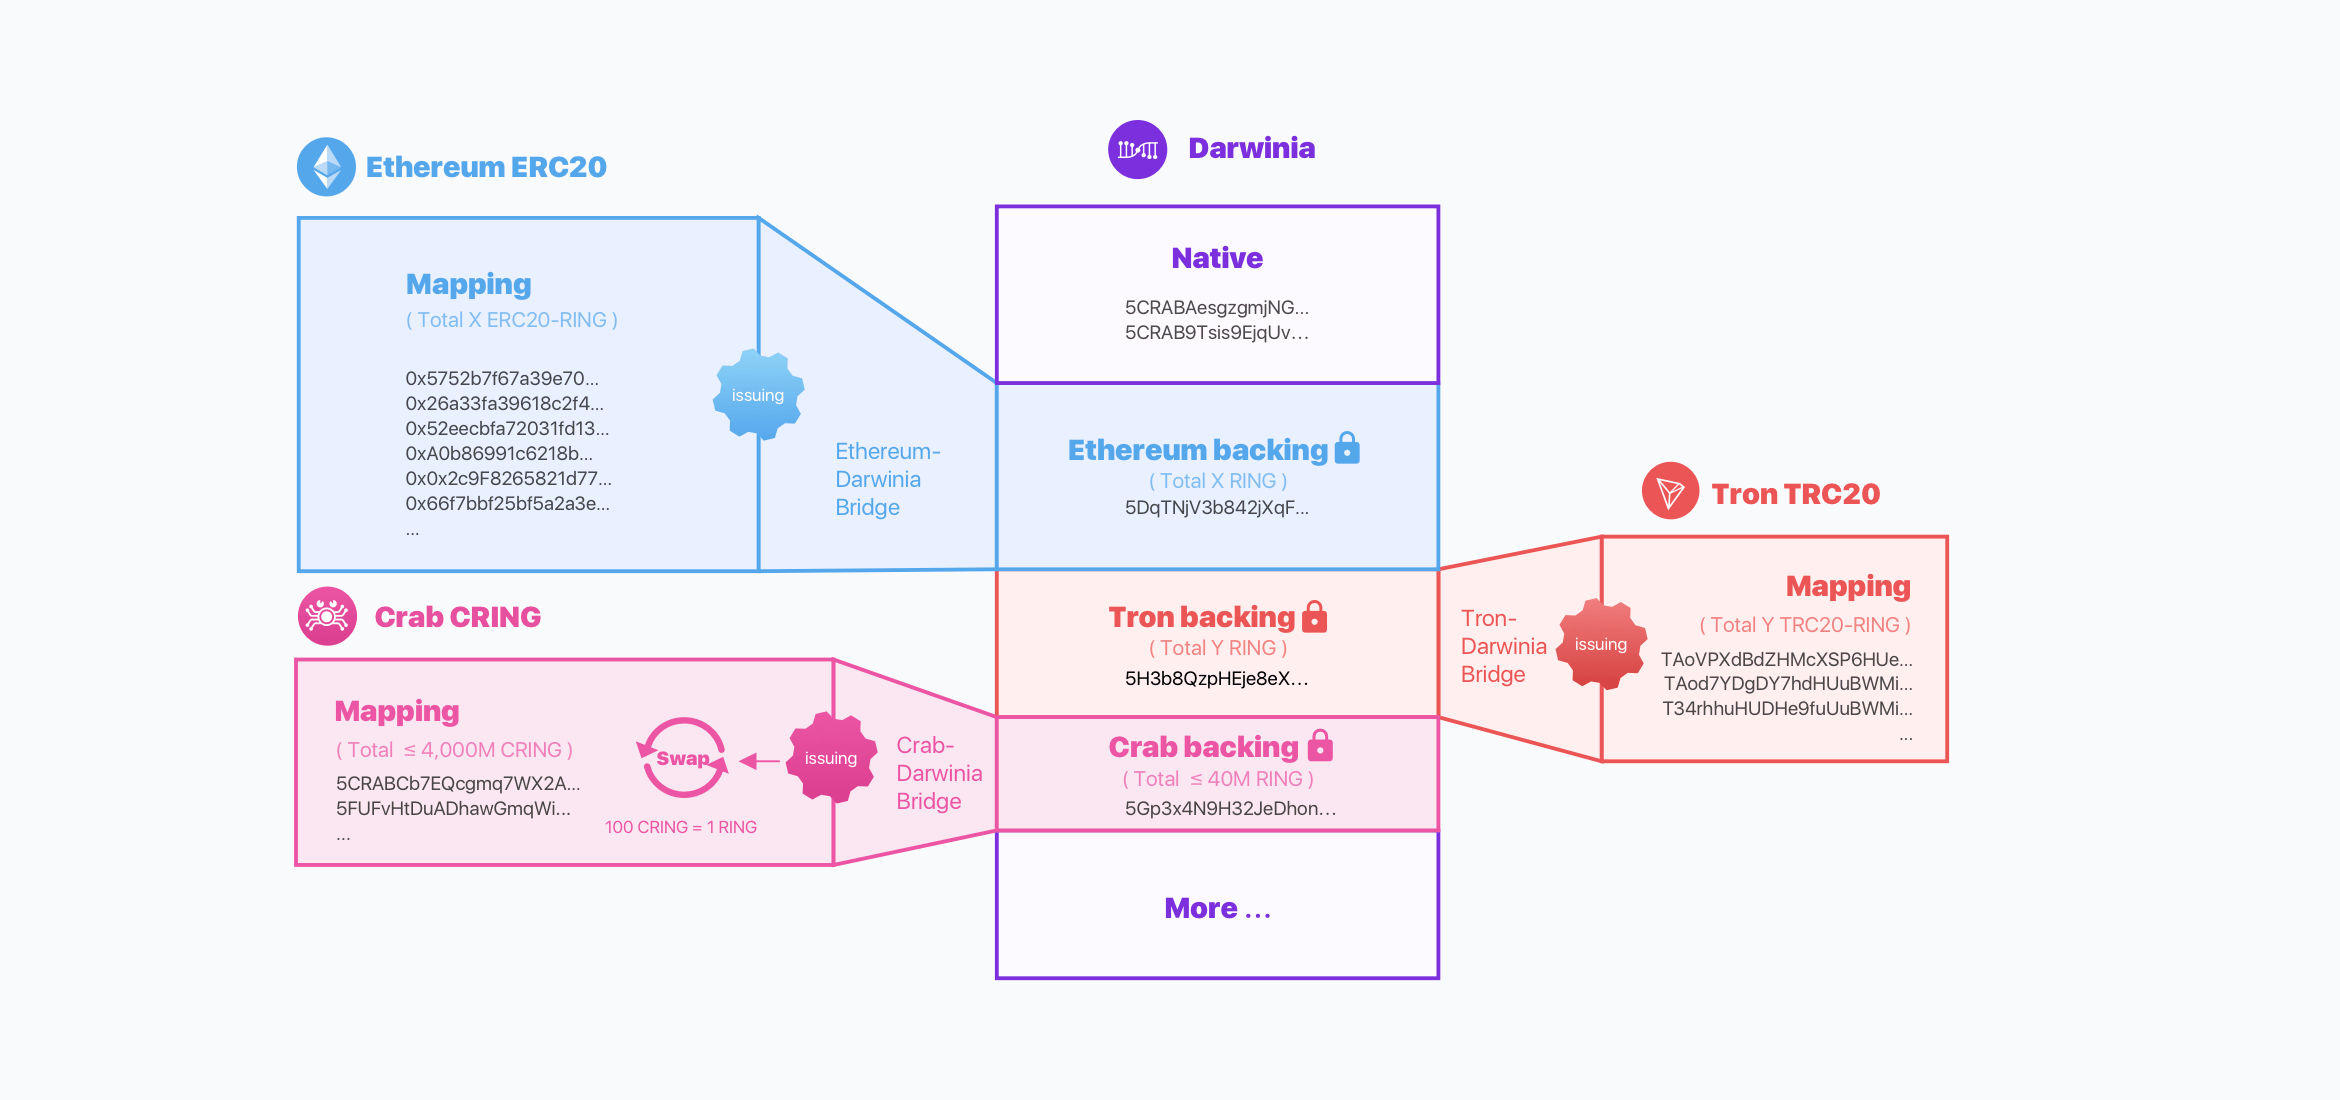 Ethereum ERC20
Mapping
( Total X ERC20-RING )
0x5752b7f67a39e70...
0x26a33fa39618c2f4...
0x52eecbfa72031fd13...
0xA0b86991c6218b...
0x0x2c9F8265821d77...
0x66f7bbf25bf5a2a3e...
...
issuing
Ethereum-
Darwinia
Bridge
Crab CRING
Mapping
( Total ≤ 4,000M CRING )
5CRABCb7EQcgmq7WX2A...
5FUFvHtDuADhawGmqWi...
...
Swap
100 CRING = 1 RING
issuing
Crab-
Darwinia
Bridge
Darwinia
Native
5CRABAesgzgmjNG...
5CRAB9Tsis9EjqUv...
Ethereum backing
( Total X RING )
5DqTNjV3b842jXqF...
Tron backing
( Total Y RING )
5H3b8QzpHEje8eX...
Crab backing
( Total ≤ 40M RING )
5Gp3x4N9H32JeDhon...
More ...
Tron-
Darwinia
Bridge
issuing
Tron TRC20
Mapping
( Total Y TRC20-RING )
TAoVPXdBdZHMcXSP6HUe...
TAod7YDgDY7hdHUuBWMi...
T34rhhuHUDHe9fuUuBWMi...
...